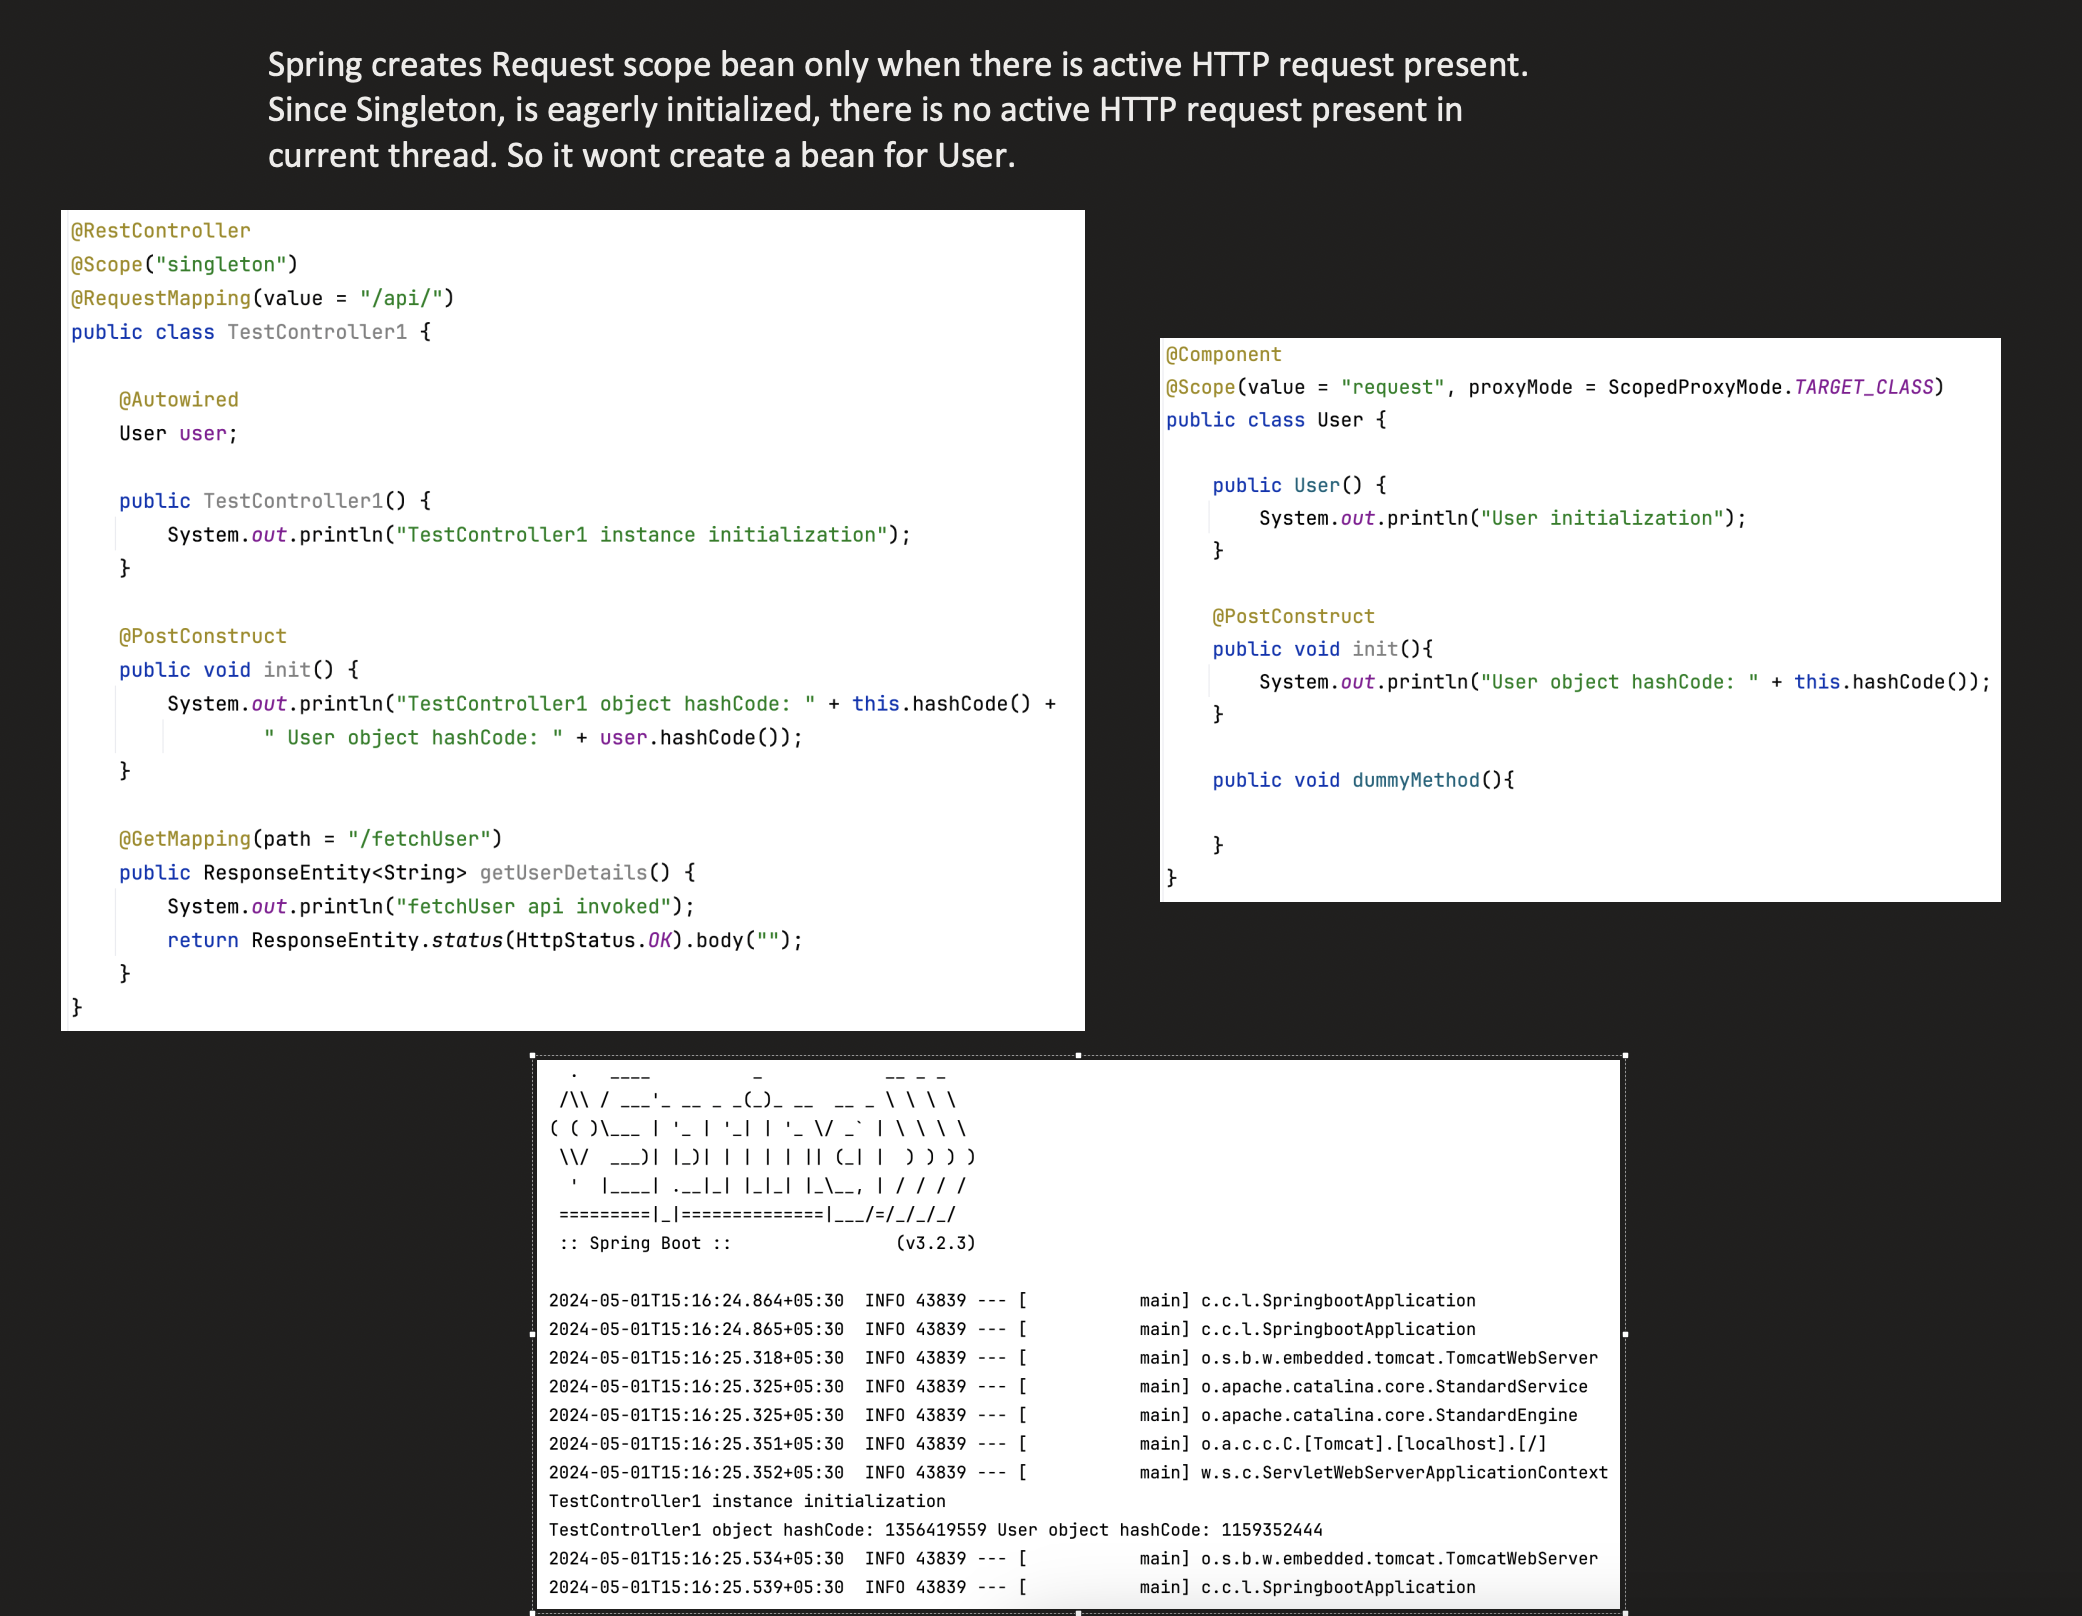 Spring creates Request scope bean only when there is active HTTP request present.
Since Singleton, is eagerly initialized, there is no active HTTP request present in
current thread. So it wont create a bean for User.
@RestController
@Scope("singleton")
@RequestMapping(value = "/api/")
public class TestController1 {
@Autowired
User user;
public TestController1() {
System.out.println("TestController1 instance initialization");
}
@PostConstruct
public void init() {
System.out.println("TestController1 object hashCode: " + this.hashCode() +
" User object hashCode: " + user.hashCode());
}
@GetMapping(path = "/fetchUser")
public ResponseEntity<String> getUserDetails() {
System.out.println("fetchUser api invoked");
return ResponseEntity.status(HttpStatus.OK).body("");
}
}
@Component
@Scope(value = "request", proxyMode = ScopedProxyMode.TARGET_CLASS)
public class User {
public User() {
System.out.println("User initialization");
}
@PostConstruct
public void init(){
System.out.println("User object hashCode: " + this.hashCode());
}
public void dummyMethod(){
}
}
  .   ____          _            __ _ _
 /\\ / ___'_ __ _ _(_)_ __  __ _ \ \ \ \
( ( )\___ | '_ | '_| | '_ \/ _` | \ \ \ \
 \\/  ___)| |_)| | | | | || (_| |  ) ) ) )
  '  |____| .__|_| |_|_| |_\__, | / / / /
 =========|_|==============|___/=/_/_/_/
 :: Spring Boot ::                (v3.2.3)
2024-05-01T15:16:24.864+05:30  INFO 43839 --- [           main] c.c.l.SpringbootApplication
2024-05-01T15:16:24.865+05:30  INFO 43839 --- [           main] c.c.l.SpringbootApplication
2024-05-01T15:16:25.318+05:30  INFO 43839 --- [           main] o.s.b.w.embedded.tomcat.TomcatWebServer
2024-05-01T15:16:25.325+05:30  INFO 43839 --- [           main] o.apache.catalina.core.StandardService
2024-05-01T15:16:25.325+05:30  INFO 43839 --- [           main] o.apache.catalina.core.StandardEngine
2024-05-01T15:16:25.351+05:30  INFO 43839 --- [           main] o.a.c.c.C.[Tomcat].[localhost].[/]
2024-05-01T15:16:25.352+05:30  INFO 43839 --- [           main] w.s.c.ServletWebServerApplicationContext
TestController1 instance initialization
TestController1 object hashCode: 1356419559 User object hashCode: 1159352444
2024-05-01T15:16:25.534+05:30  INFO 43839 --- [           main] o.s.b.w.embedded.tomcat.TomcatWebServer
2024-05-01T15:16:25.539+05:30  INFO 43839 --- [           main] c.c.l.SpringbootApplication